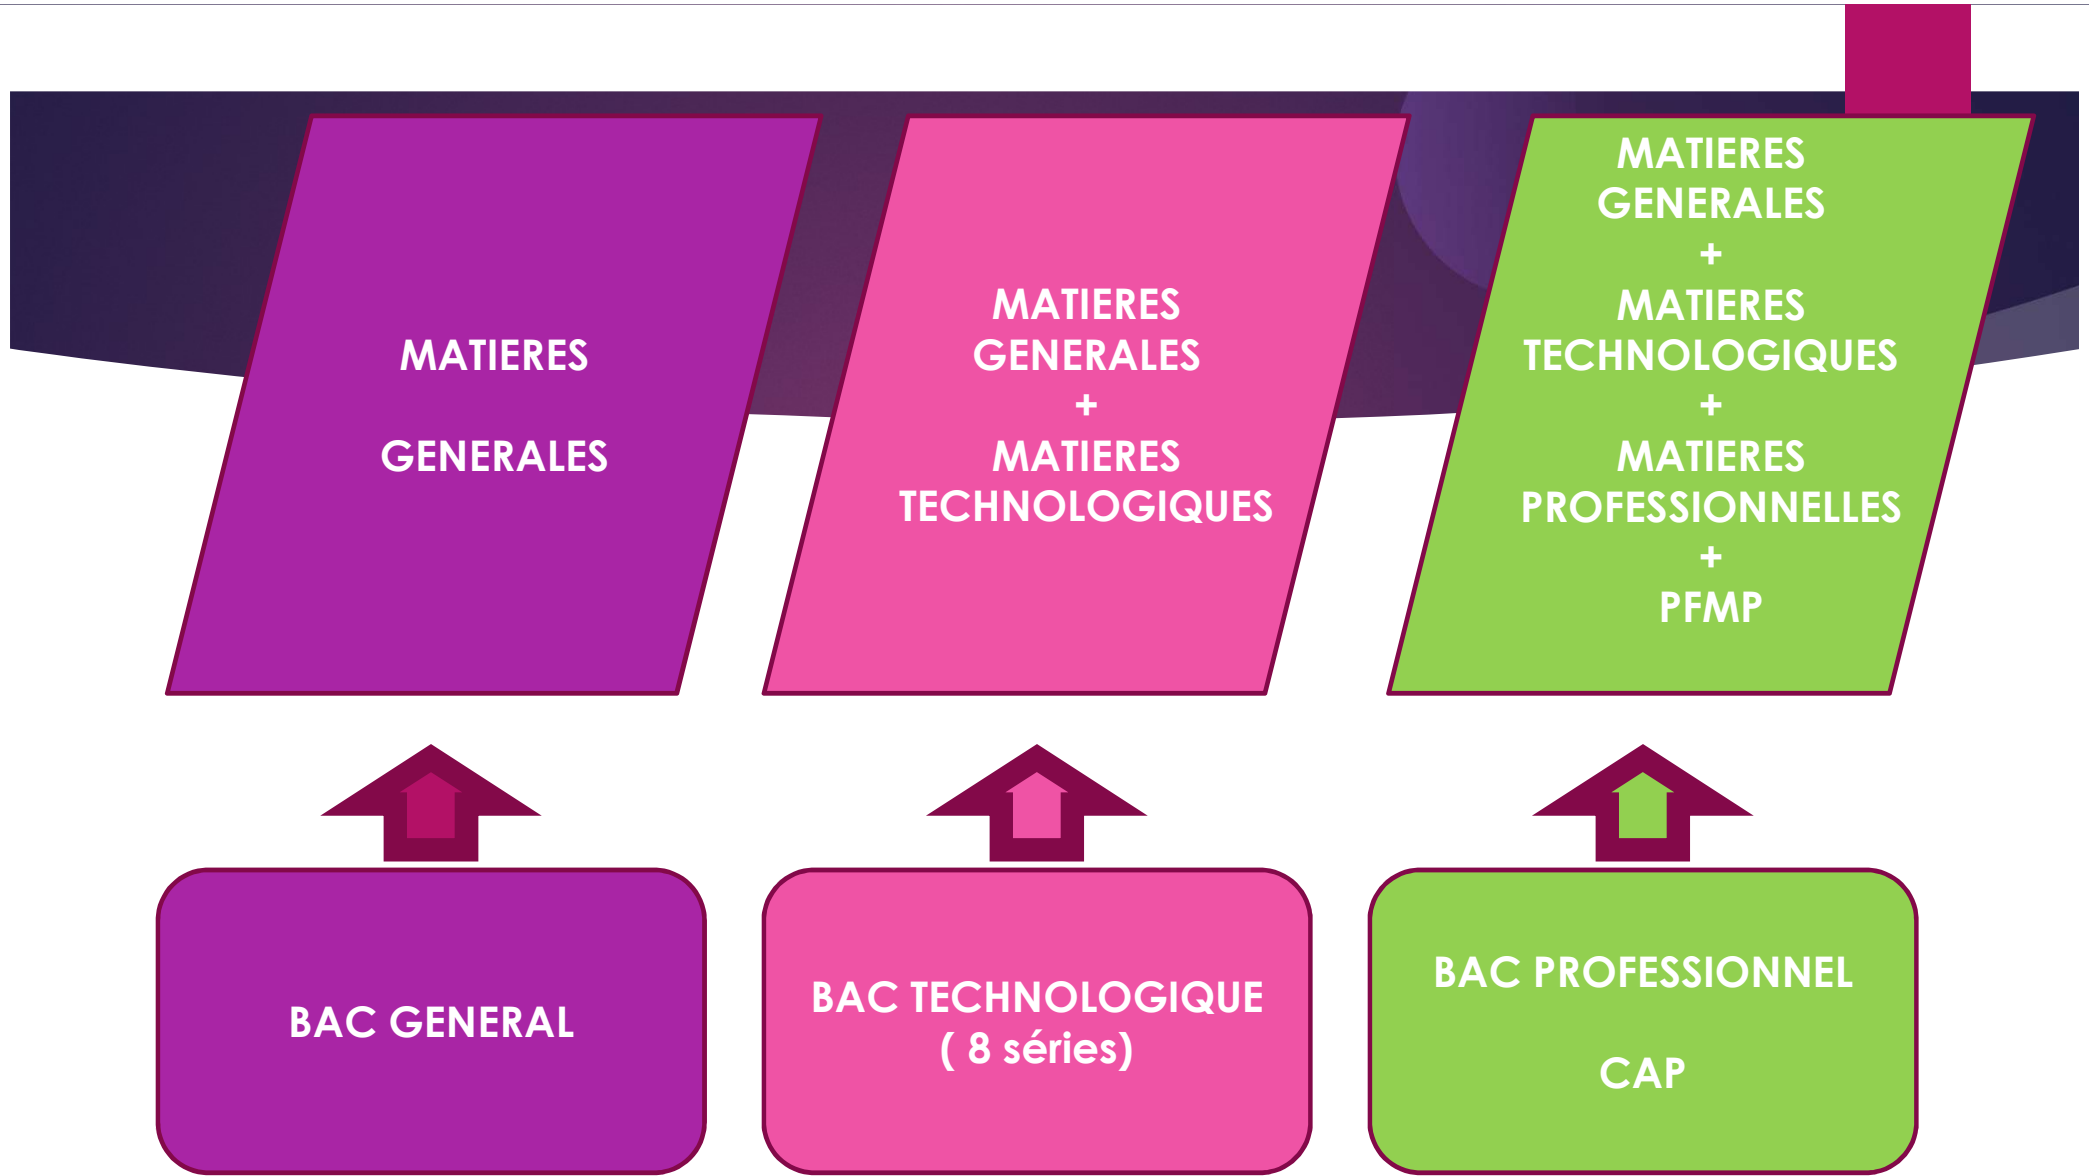 MATIERES
GENERALES
MATIERES
GENERALES
+
MATIERES
TECHNOLOGIQUES
MATIERES
GENERALES
+
MATIERES
TECHNOLOGIQUES
+
MATIERES
PROFESSIONNELLES
+
PFMP
BAC GENERAL
BAC TECHNOLOGIQUE
( 8 séries)
BAC PROFESSIONNEL
CAP